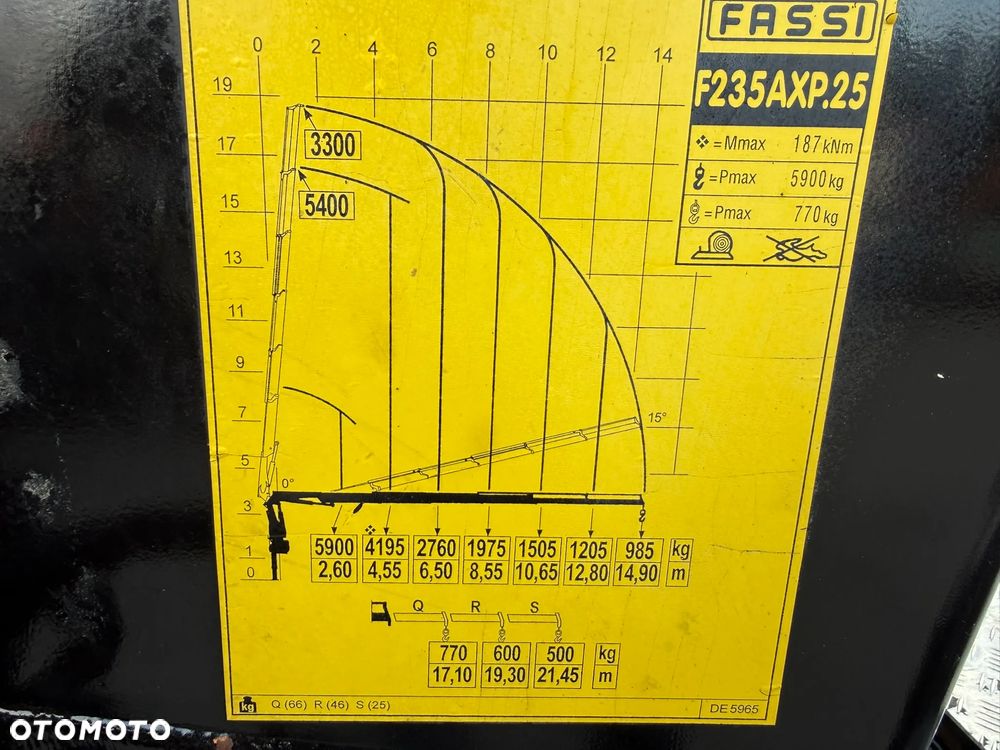 FASSI
F235AXP.25
= Mmax 187 kNm
= Pmax 5900 kg
= Pmax 770 kg
0 2 4 6 8 10 12 14
19
17
15
13
11
9
7
5
3
1
0
3300
5400
15°
0°
5900 4195 2760 1975 1505 1205 985 kg
2,60 4,55 6,50 8,55 10,65 12,80 14,90 m
Q R S
770 600 500 kg
17,10 19,30 21,45 m
kg Q (66) R (46) S (25) DE 5965
OTOMOTO